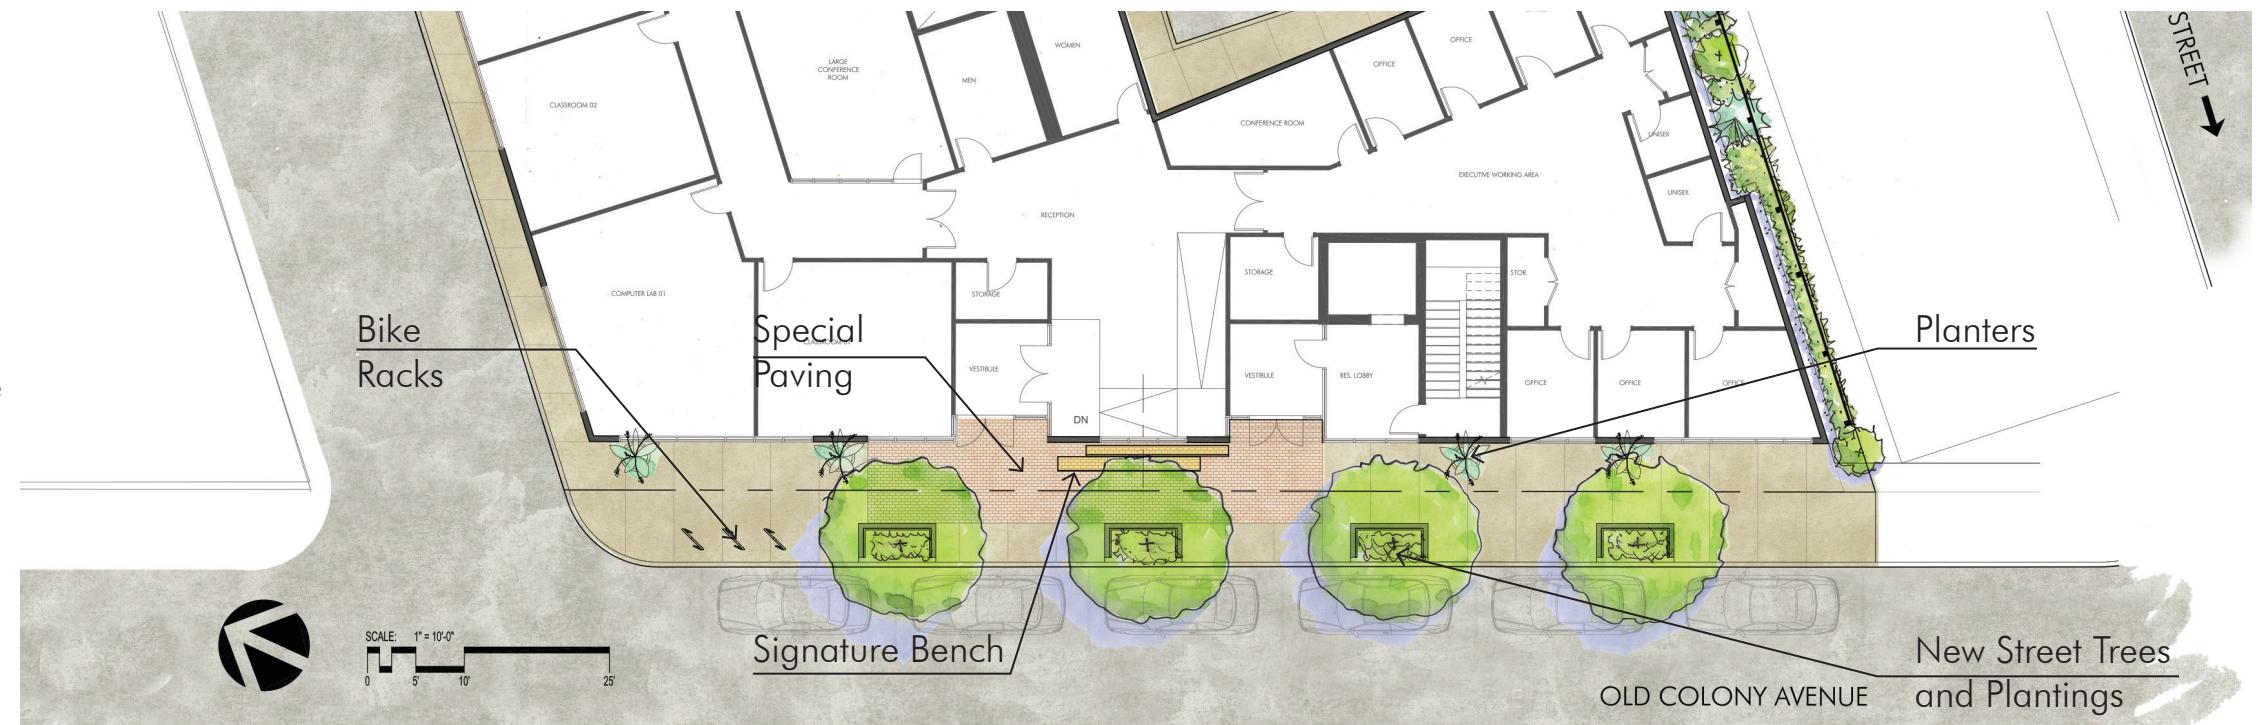 STREET
OFFICE
WOMEN
OFFICE
LARGE
CONFERENCE
ROOM
MEN
CLASSROOM 02
CONFERENCE ROOM
UNISEX
EXECUTIVE WORKING AREA
UNISEX
RECEPTION
STORAGE
STOR.
COMPUTER LAB 01
STORAGE
Bike
Racks
Special
Paving
Planters
VESTIBULE
VESTIBULE
RES. LOBBY
OFFICE
OFFICE
OFFICE
DN
SCALE: 1" = 10'-0"
0 5' 10' 25'
Signature Bench
New Street Trees
and Plantings
OLD COLONY AVENUE